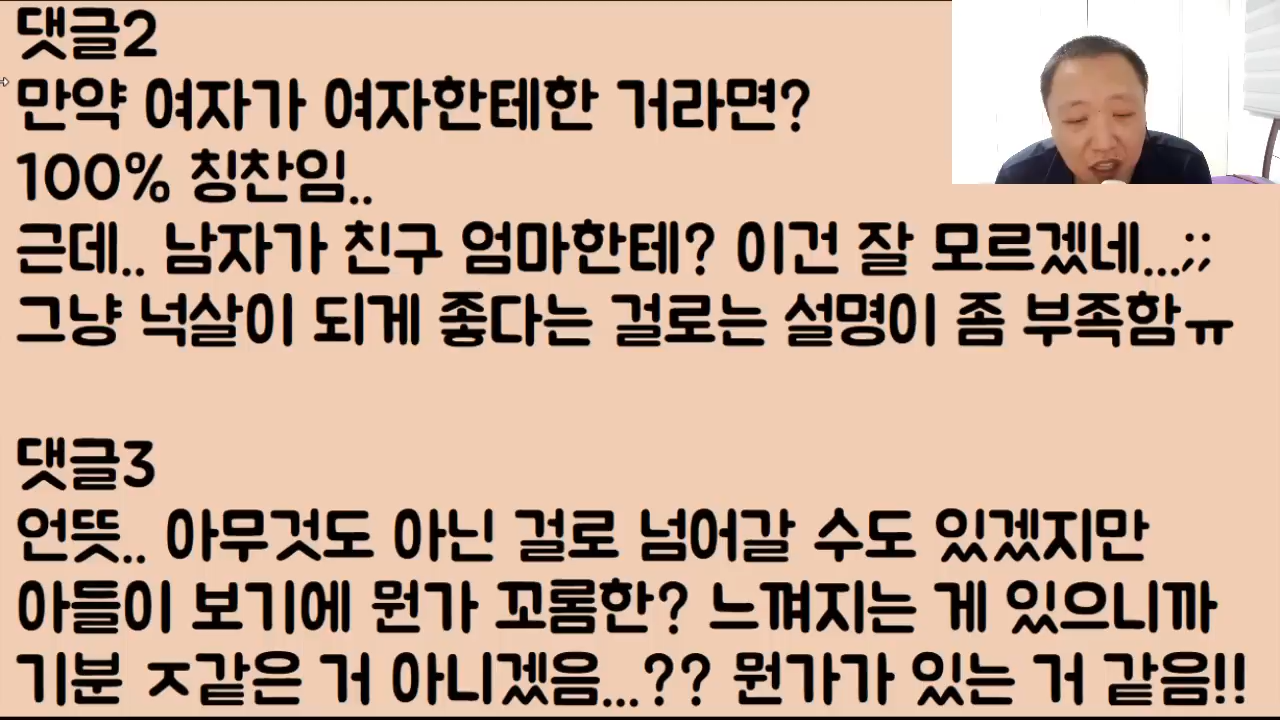 댓글2
만약 여자가 여자한테한 거라면?
100% 칭찬임..
근데.. 남자가 친구 엄마한테? 이건 잘 모르겠네...;;
그냥 넉살이 되게 좋다는 걸로는 설명이 좀 부족함ㅠ
댓글3
언뜻.. 아무것도 아닌 걸로 넘어갈 수도 있겠지만
아들이 보기에 뭔가 꼬롬한? 느껴지는 게 있으니까
기분 ㅈ같은 거 아니겠음...?? 뭔가가 있는 거 같음!!